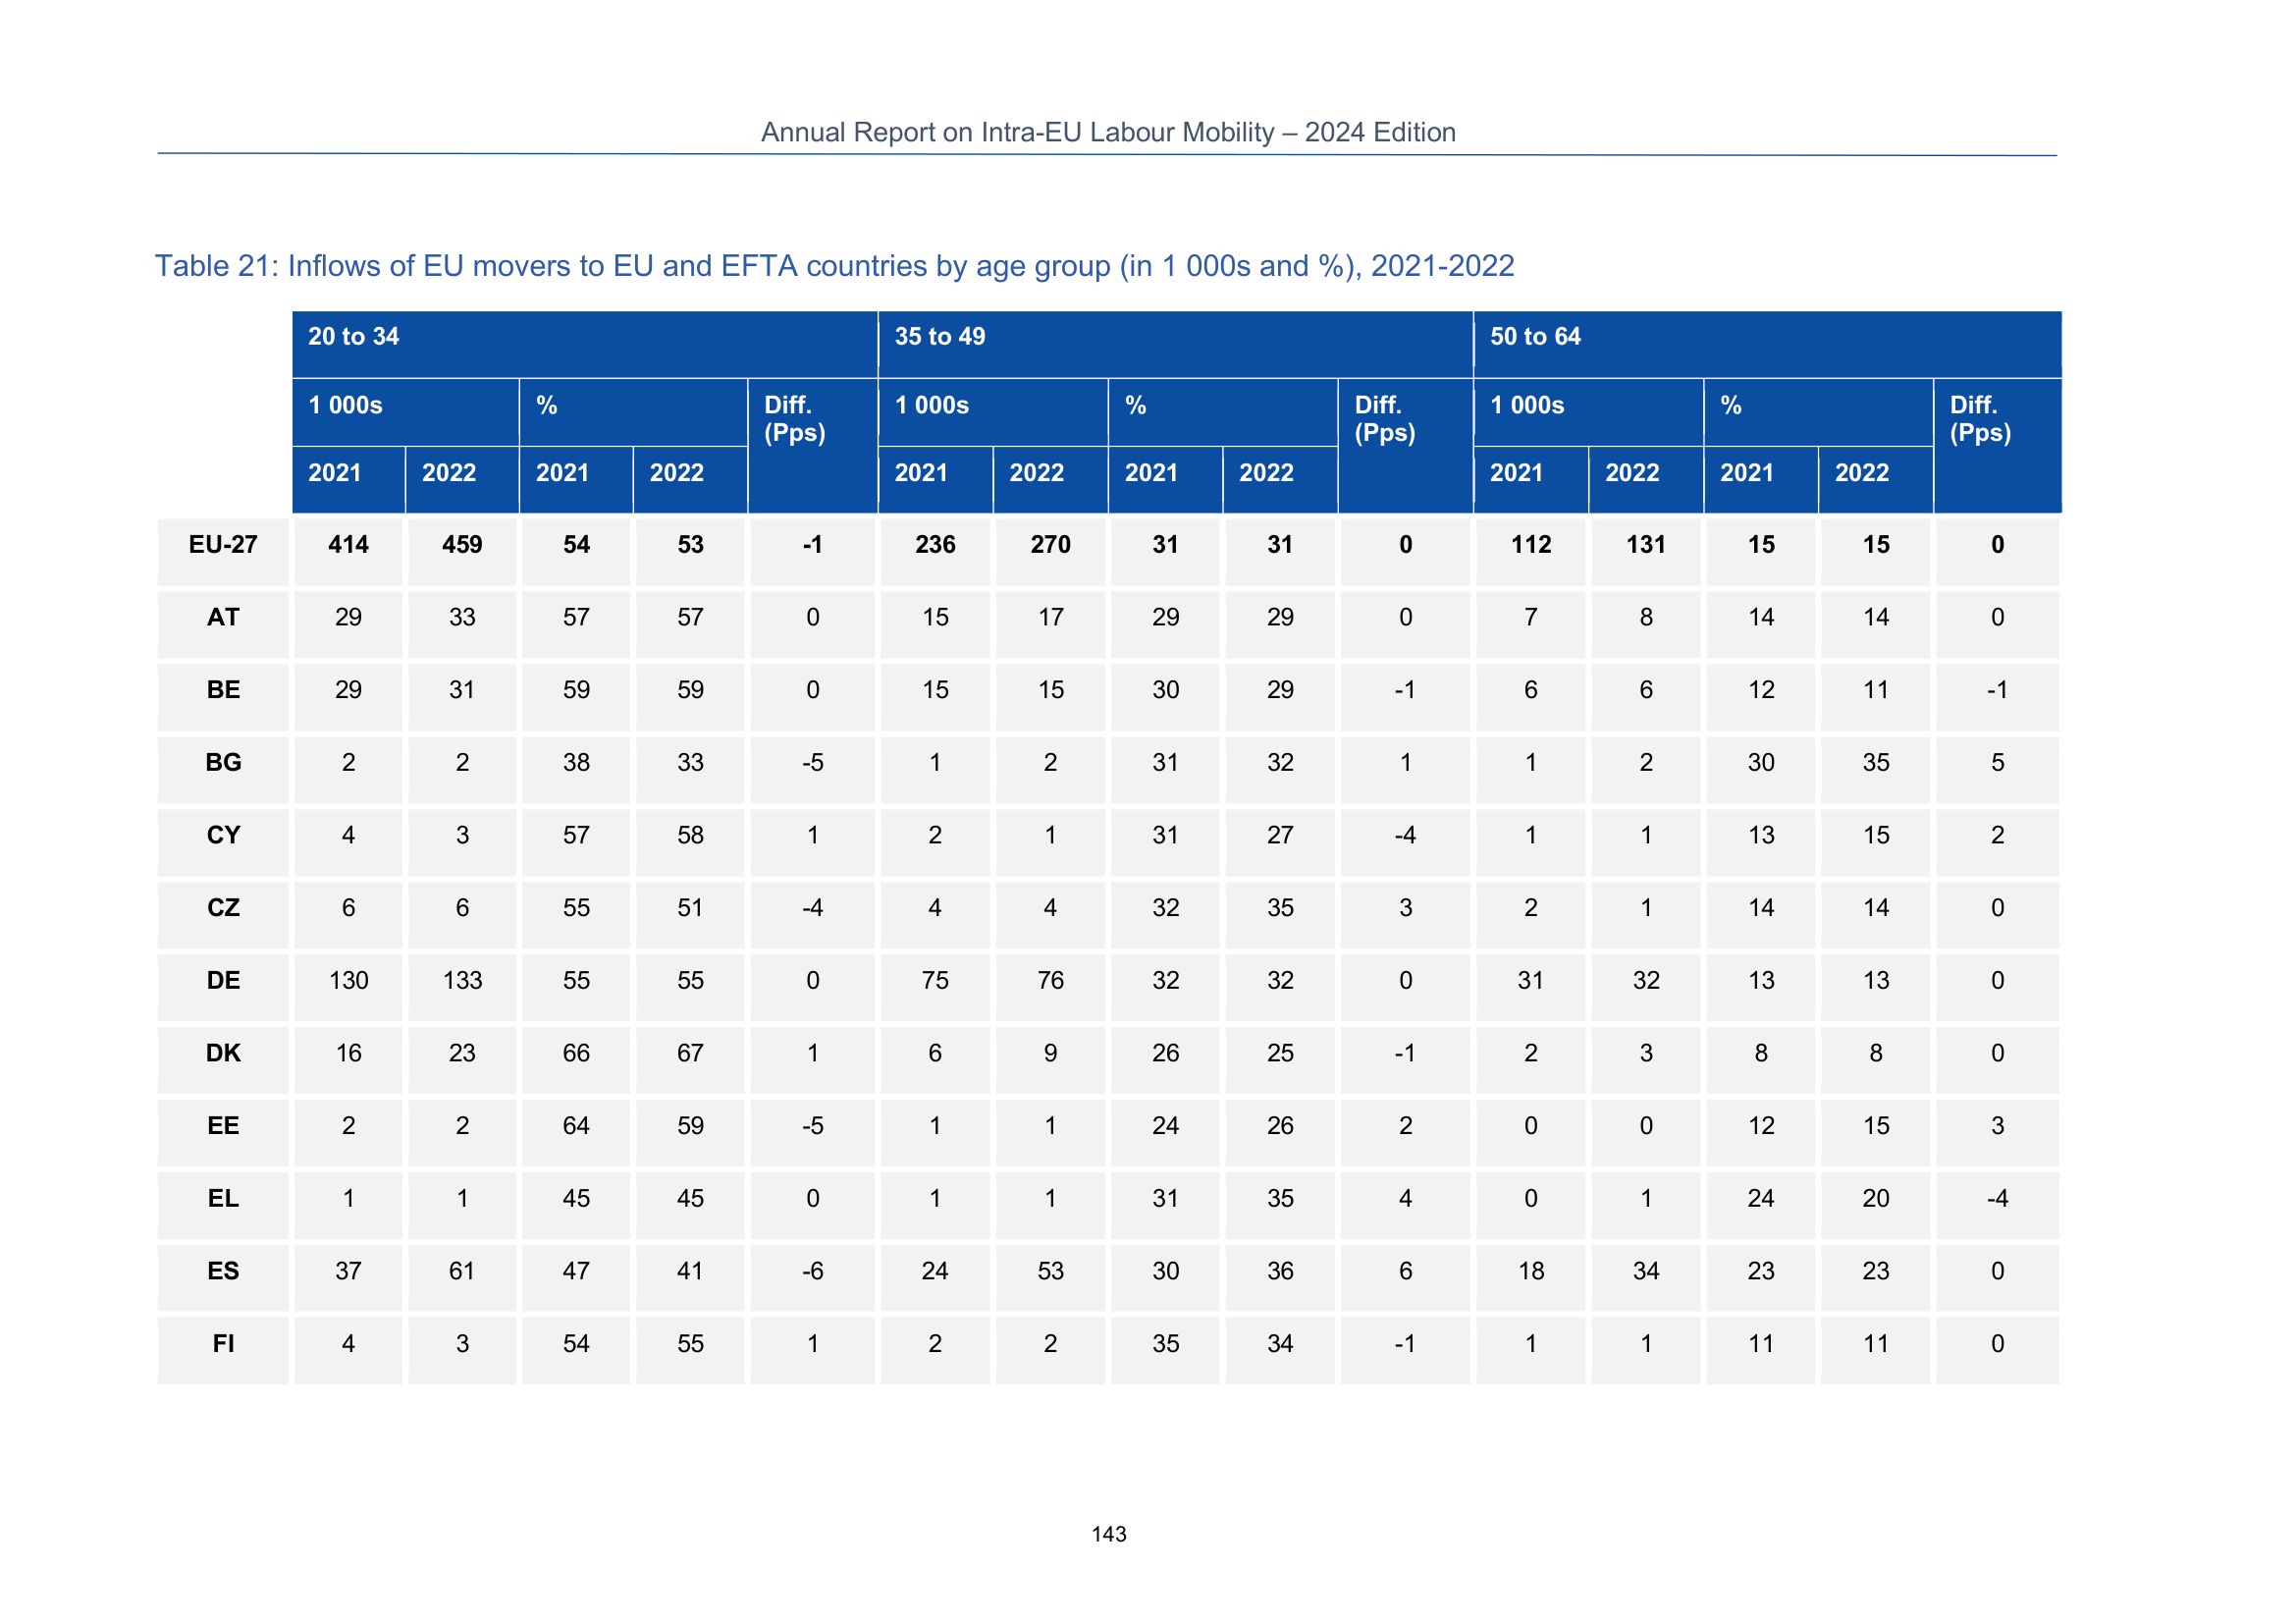 Annual Report on Intra-EU Labour Mobility – 2024 Edition
Table 21: Inflows of EU movers to EU and EFTA countries by age group (in 1 000s and %), 2021-2022
20 to 34 35 to 49 50 to 64
1 000s % Diff. (Pps) 1 000s % Diff. (Pps) 1 000s % Diff. (Pps)
2021 2022 2021 2022 2021 2022 2021 2022 2021 2022 2021 2022
EU-27 414 459 54 53 -1 236 270 31 31 0 112 131 15 15 0
AT 29 33 57 57 0 15 17 29 29 0 7 8 14 14 0
BE 29 31 59 59 0 15 15 30 29 -1 6 6 12 11 -1
BG 2 2 38 33 -5 1 2 31 32 1 1 2 30 35 5
CY 4 3 57 58 1 2 1 31 27 -4 1 1 13 15 2
CZ 6 6 55 51 -4 4 4 32 35 3 2 1 14 14 0
DE 130 133 55 55 0 75 76 32 32 0 31 32 13 13 0
DK 16 23 66 67 1 6 9 26 25 -1 2 3 8 8 0
EE 2 2 64 59 -5 1 1 24 26 2 0 0 12 15 3
EL 1 1 45 45 0 1 1 31 35 4 0 1 24 20 -4
ES 37 61 47 41 -6 24 53 30 36 6 18 34 23 23 0
FI 4 3 54 55 1 2 2 35 34 -1 1 1 11 11 0
143